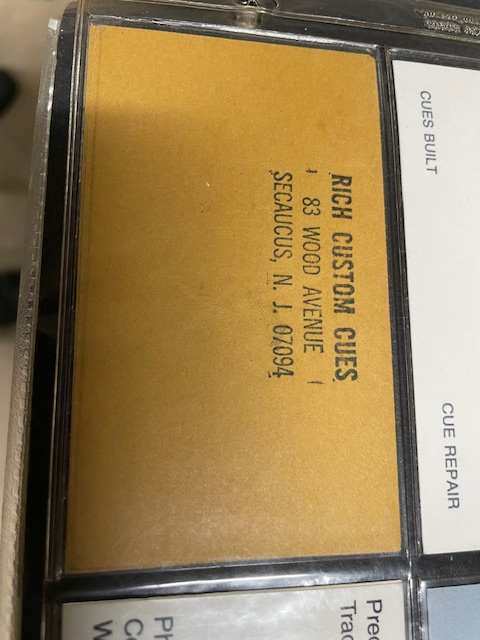 RICH CUSTOM CUES
83 WOOD AVENUE
SECAUCUS, N. J. 07094
CUES BUILT
CUE REPAIR